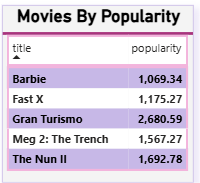 Movies By Popularity
title popularity
Barbie 1,069.34
Fast X 1,175.27
Gran Turismo 2,680.59
Meg 2: The Trench 1,567.27
The Nun II 1,692.78